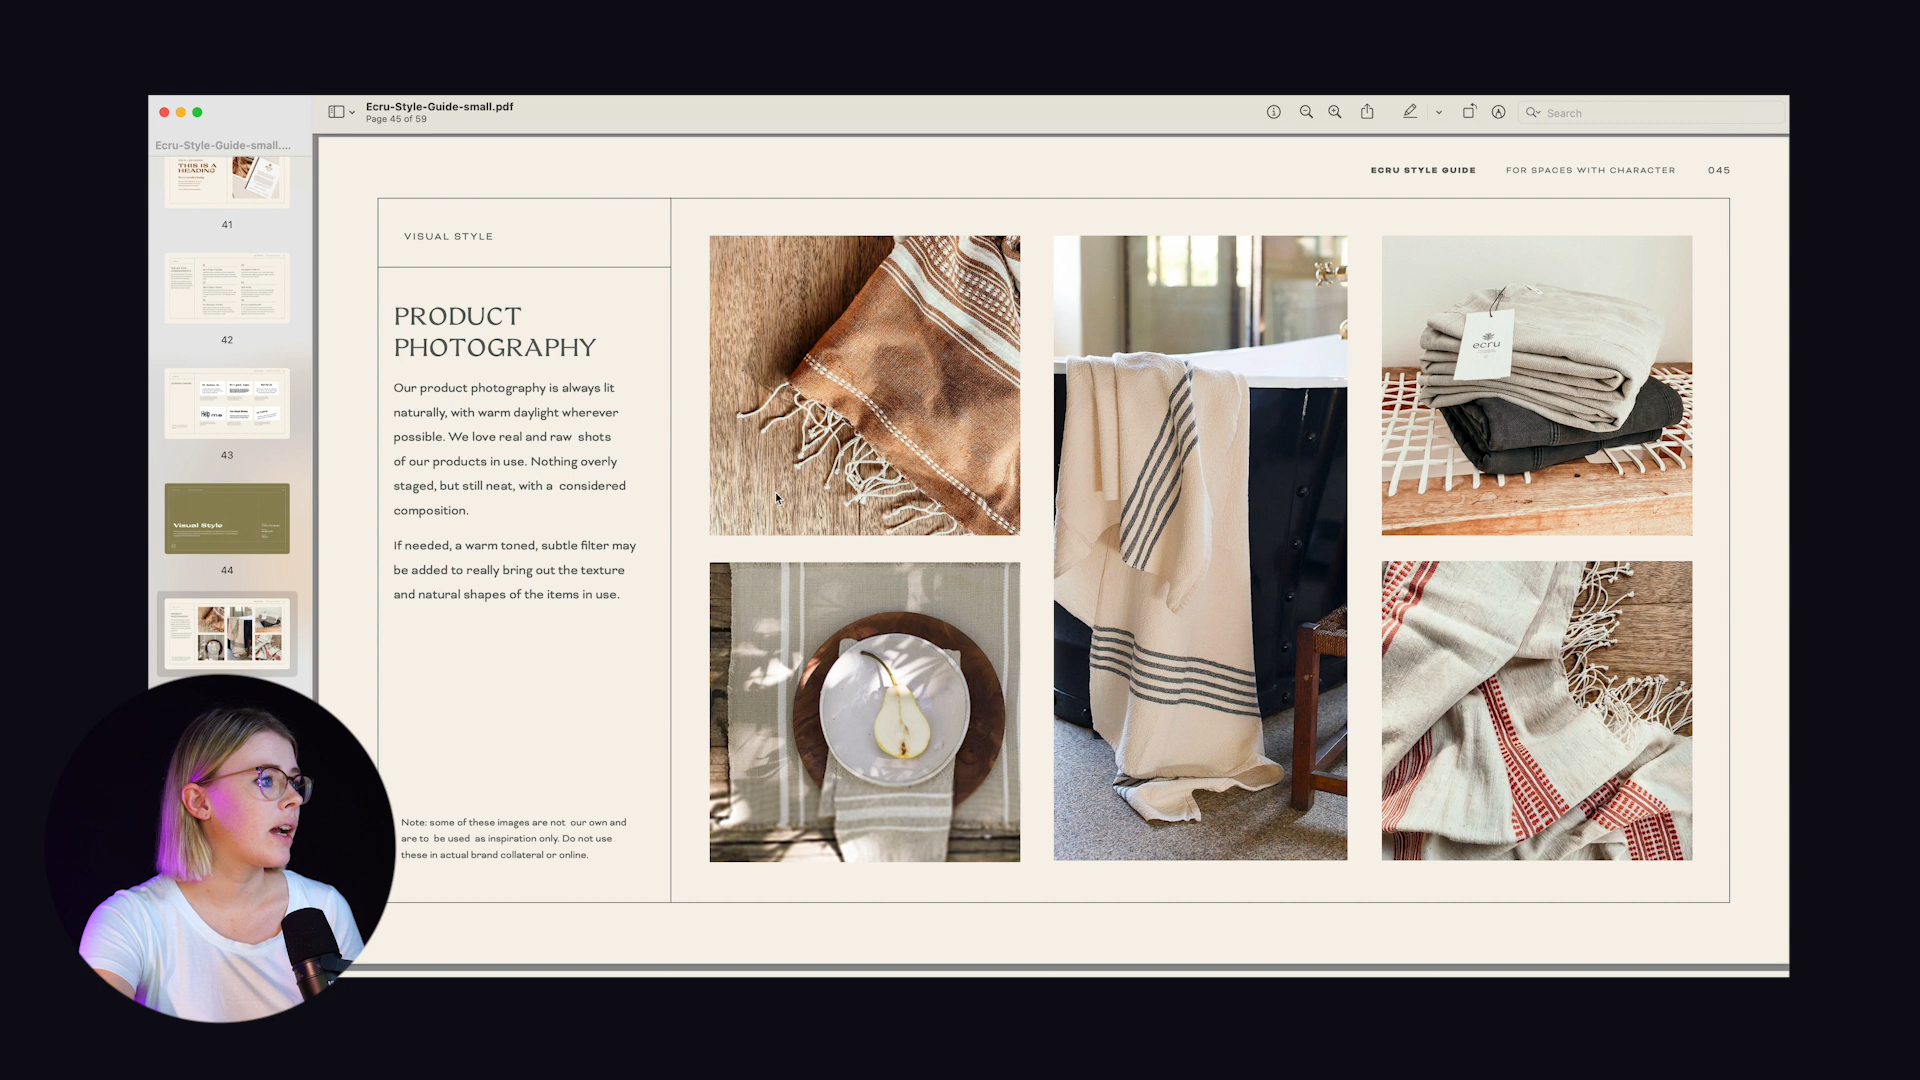 Ecru-Style-Guide-small.pdf
Page 45 of 59
Search
Ecru-Style-Guide-small....
THIS IS A
HEADING
41
42
43
Help me
Visual Style
44
ECRU STYLE GUIDE
FOR SPACES WITH CHARACTER
045
VISUAL STYLE
PRODUCT
PHOTOGRAPHY
Our product photography is always lit
naturally, with warm daylight wherever
possible. We love real and raw shots
of our products in use. Nothing overly
staged, but still neat, with a considered
composition.
If needed, a warm toned, subtle filter may
be added to really bring out the texture
and natural shapes of the items in use.
Note: some of these images are not our own and
are to be used as inspiration only. Do not use
these in actual brand collateral or online.
ecru